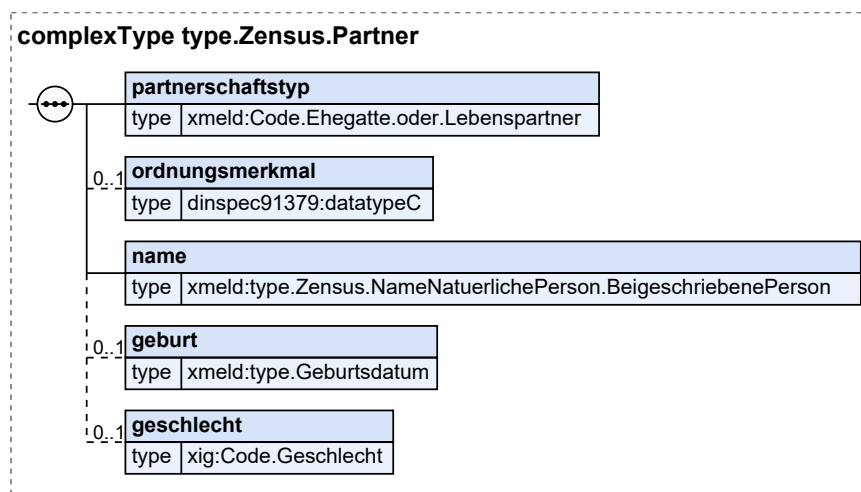 complexType type.Zensus.Partner
partnerschaftstyp
type xmeld:Code.Ehegatte.oder.Lebenspartner
0..1 ordnungsmerkmal
type dinspec91379:datatypeC
name
type xmeld:type.Zensus.NameNatuerlichePerson.BeigeschriebenePerson
0..1 geburt
type xmeld:type.Geburtsdatum
0..1 geschlecht
type xig:Code.Geschlecht